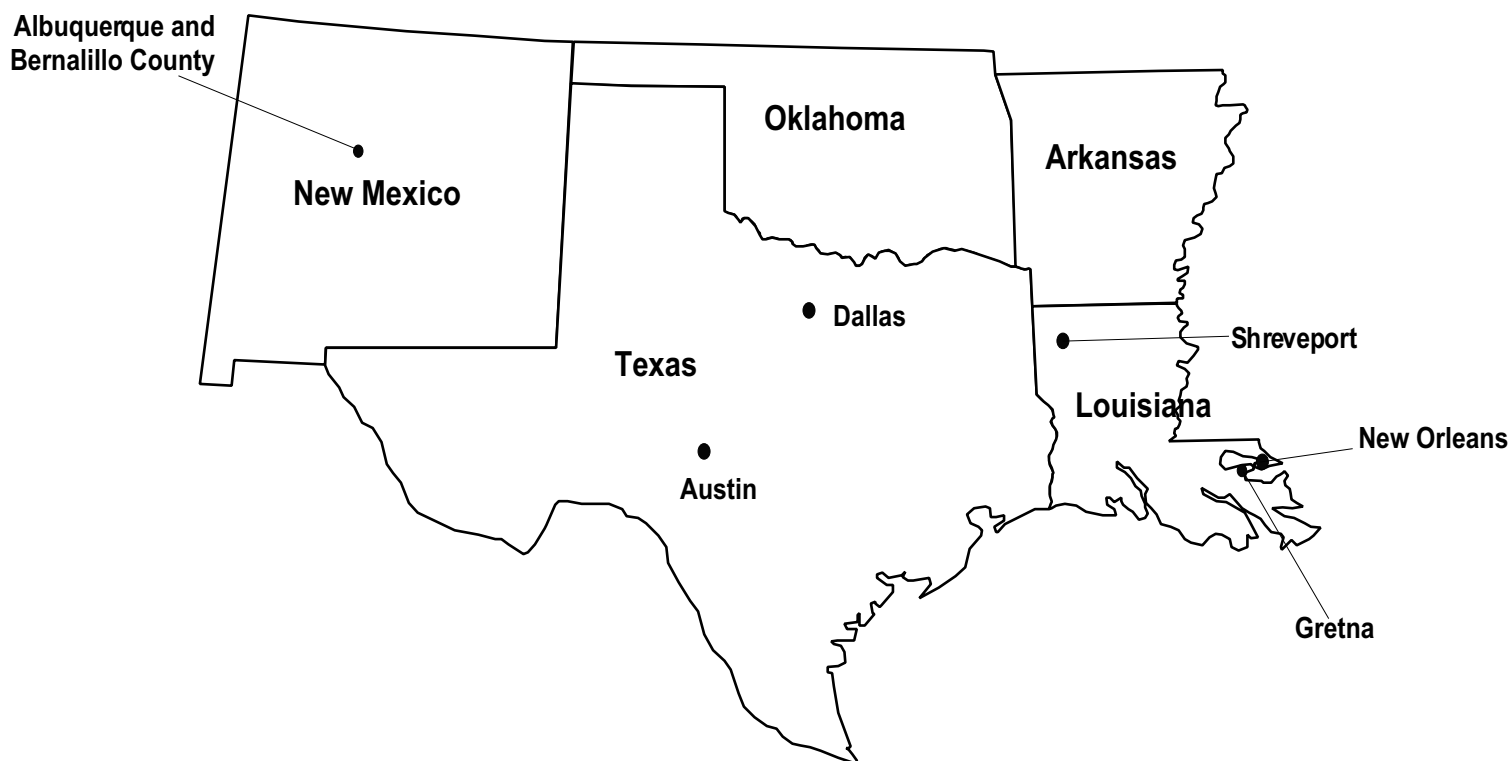 Albuquerque and
Bernalillo County
Oklahoma
Arkansas
New Mexico
Dallas
Shreveport
Texas
Louisiana
New Orleans
Austin
Gretna